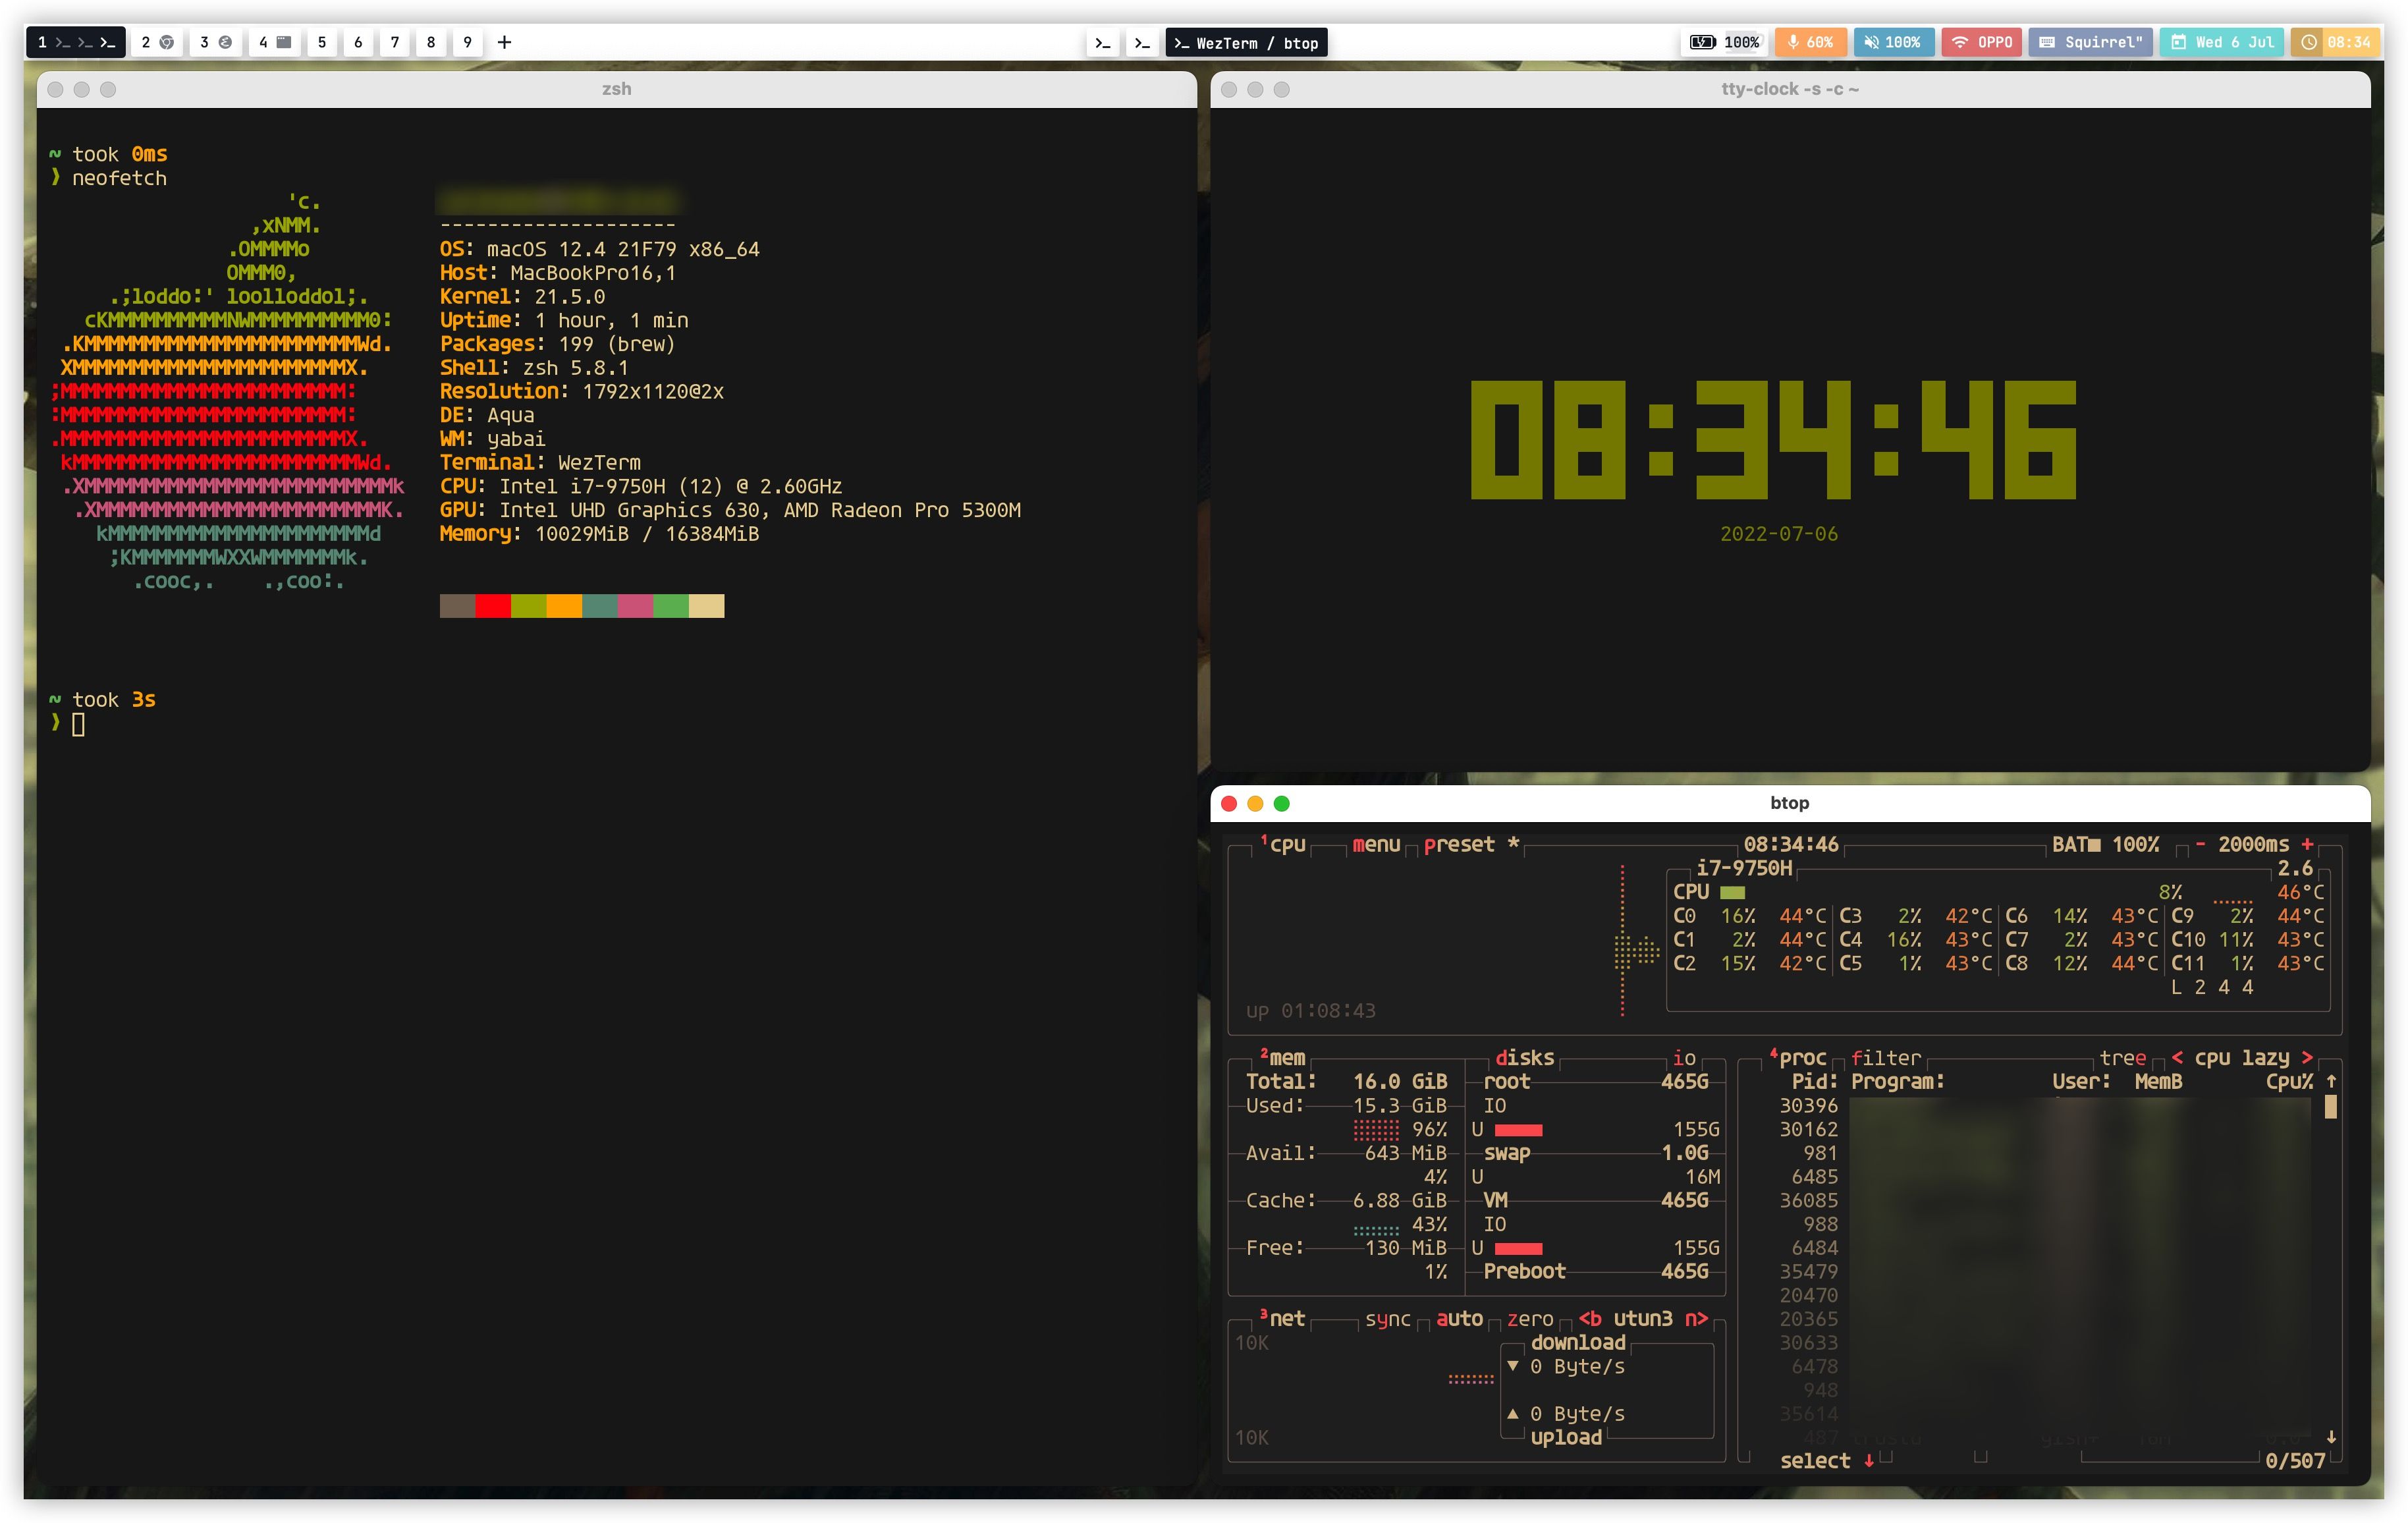 1 >_ >_ >_ 2 3 4 5 6 7 8 9 +
>_ >_ >_ WezTerm / btop
100% 60% 100% OPPO Squirrel" Wed 6 Jul 08:34
zsh
~ took 0ms
❯ neofetch
'c.
,xNMM.
.OMMMMo
OMMM0,
.;loddo:' loolloddol;.
cKMMMMMMMMMMNWMMMMMMMMMM0:
.KMMMMMMMMMMMMMMMMMMMMMMMWd.
XMMMMMMMMMMMMMMMMMMMMMMMX.
;MMMMMMMMMMMMMMMMMMMMMMMM:
:MMMMMMMMMMMMMMMMMMMMMMMM:
.MMMMMMMMMMMMMMMMMMMMMMMMX.
kMMMMMMMMMMMMMMMMMMMMMMMMWd.
.XMMMMMMMMMMMMMMMMMMMMMMMMMMk
.XMMMMMMMMMMMMMMMMMMMMMMMMK.
kMMMMMMMMMMMMMMMMMMMMMMd
;KMMMMMMMWXXWMMMMMMMk.
.cooc,.    .,coo:.
--------------------
OS: macOS 12.4 21F79 x86_64
Host: MacBookPro16,1
Kernel: 21.5.0
Uptime: 1 hour, 1 min
Packages: 199 (brew)
Shell: zsh 5.8.1
Resolution: 1792x1120@2x
DE: Aqua
WM: yabai
Terminal: WezTerm
CPU: Intel i7-9750H (12) @ 2.60GHz
GPU: Intel UHD Graphics 630, AMD Radeon Pro 5300M
Memory: 10029MiB / 16384MiB
~ took 3s
❯
tty-clock -s -c ~
08:34:46
2022-07-06
btop
¹cpu menu preset * 08:34:46 BAT■ 100% - 2000ms +
i7-9750H 2.6
CPU 8% 46°C
C0 16% 44°C C3 2% 42°C C6 14% 43°C C9 2% 44°C
C1 2% 44°C C4 16% 43°C C7 2% 43°C C10 11% 43°C
C2 15% 42°C C5 1% 43°C C8 12% 44°C C11 1% 43°C
L 2 4 4
up 01:08:43
²mem
Total: 16.0 GiB
Used: 15.3 GiB
96%
Avail: 643 MiB
4%
Cache: 6.88 GiB
43%
Free: 130 MiB
1%
disks io
root 465G
IO
U 155G
swap 1.0G
U 16M
VM 465G
IO
U 155G
Preboot 465G
³net sync auto zero <b utun3 n>
10K
download
▼ 0 Byte/s
▲ 0 Byte/s
upload
10K
⁴proc filter tree < cpu lazy >
Pid: Program: User: MemB Cpu% ↑
30396
30162
981
6485
36085
988
6484
35479
20470
20365
30633
6478
948
35614
487
↓
select ↓ 0/507